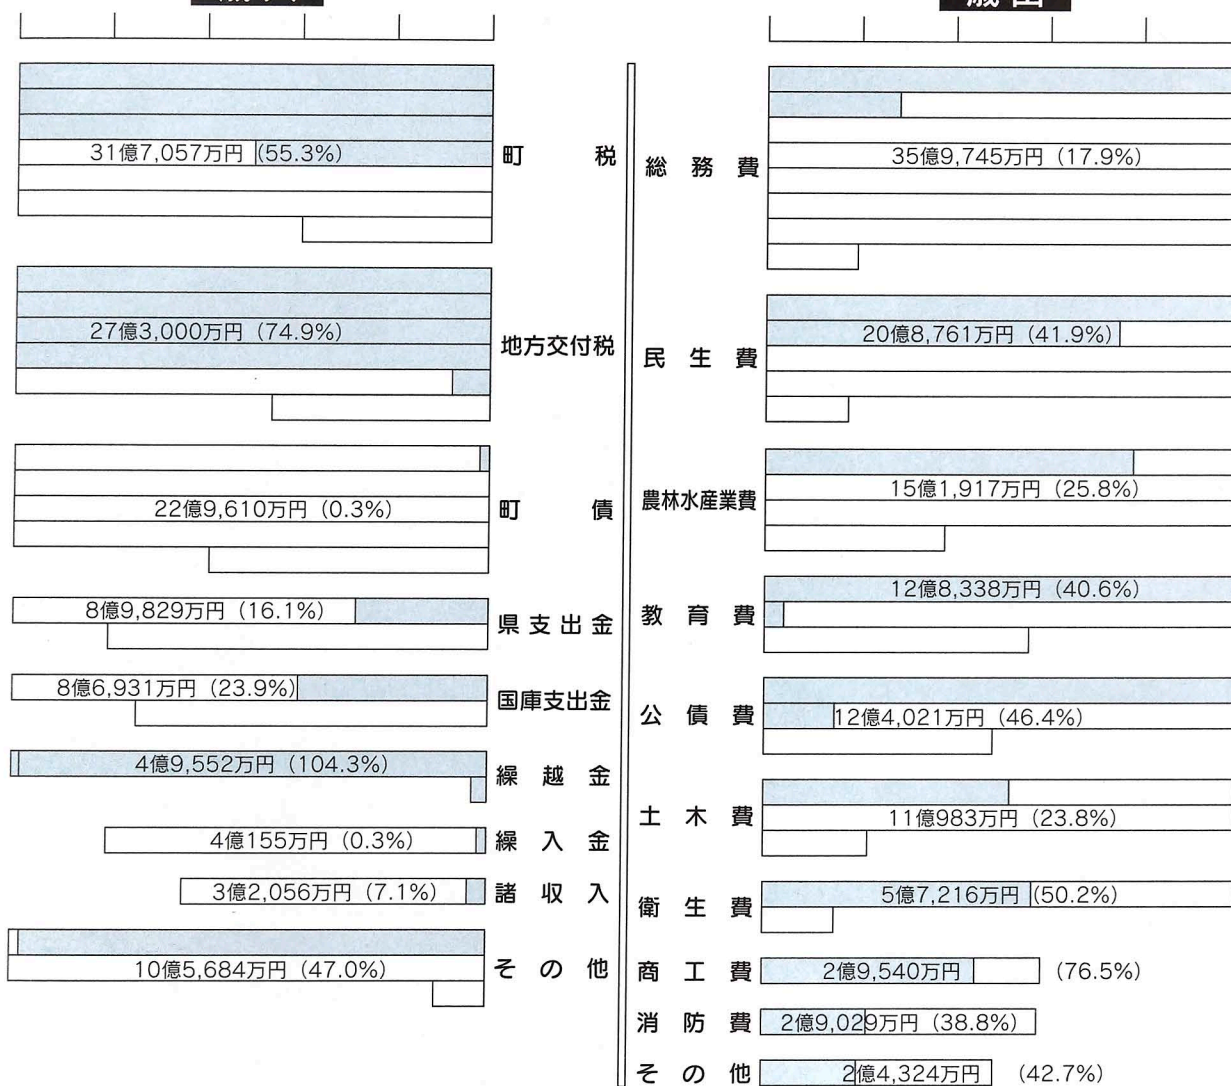 歳出
31億7,057万円 (55.3%)
町税
27億3,000万円 (74.9%)
地方交付税
22億9,610万円 (0.3%)
町債
8億9,829万円 (16.1%)
県支出金
8億6,931万円 (23.9%)
国庫支出金
4億9,552万円 (104.3%)
繰越金
4億155万円 (0.3%)
繰入金
3億2,056万円 (7.1%)
諸収入
10億5,684万円 (47.0%)
その他
総務費
35億9,745万円 (17.9%)
民生費
20億8,761万円 (41.9%)
農林水産業費
15億1,917万円 (25.8%)
教育費
12億8,338万円 (40.6%)
公債費
12億4,021万円 (46.4%)
土木費
11億983万円 (23.8%)
衛生費
5億7,216万円 (50.2%)
商工費
2億9,540万円 (76.5%)
消防費
2億9,029万円 (38.8%)
その他
2億4,324万円 (42.7%)